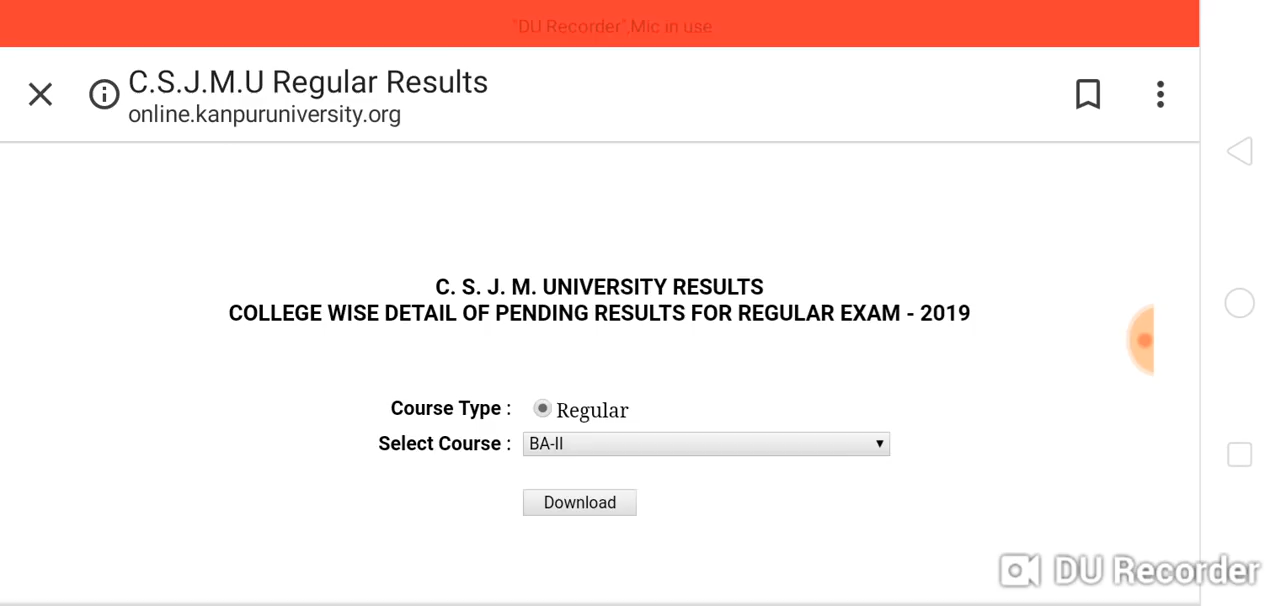 "DU Recorder",Mic in use
C.S.J.M.U Regular Results
online.kanpuruniversity.org
C. S. J. M. UNIVERSITY RESULTS
COLLEGE WISE DETAIL OF PENDING RESULTS FOR REGULAR EXAM - 2019
Course Type : Regular
Select Course : BA-II
Download
DU Recorder